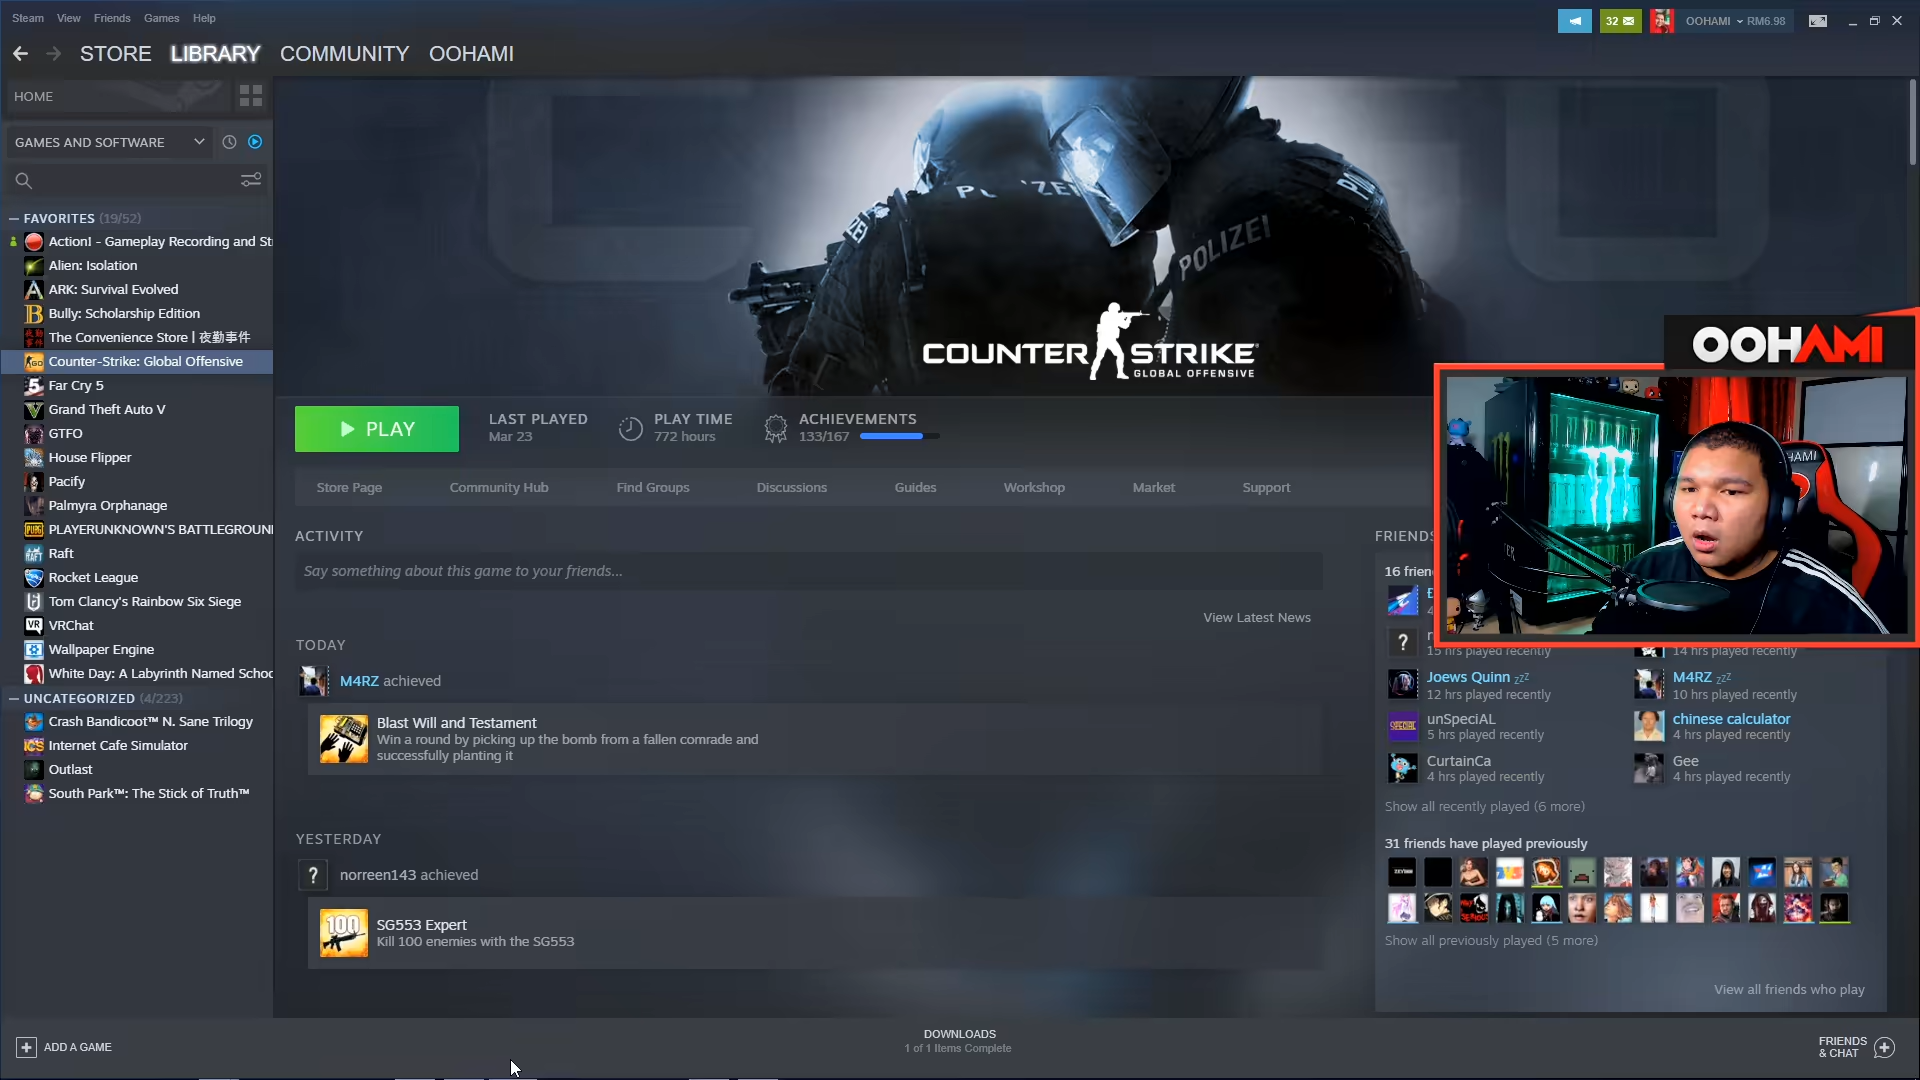 Steam View Friends Games Help
32 OOHAMI RM6.98
STORE LIBRARY COMMUNITY OOHAMI
HOME
GAMES AND SOFTWARE
FAVORITES (19/52)
Action! - Gameplay Recording and St
Alien: Isolation
ARK: Survival Evolved
Bully: Scholarship Edition
The Convenience Store | 夜勤事件
Counter-Strike: Global Offensive
Far Cry 5
Grand Theft Auto V
GTFO
House Flipper
Pacify
Palmyra Orphanage
PLAYERUNKNOWN'S BATTLEGROUN
Raft
Rocket League
Tom Clancy's Rainbow Six Siege
VRChat
Wallpaper Engine
White Day: A Labyrinth Named Schoo
UNCATEGORIZED (4/223)
Crash Bandicoot™ N. Sane Trilogy
Internet Cafe Simulator
Outlast
South Park™: The Stick of Truth™
ADD A GAME
POLIZEI
COUNTER STRIKE
GLOBAL OFFENSIVE
PLAY
LAST PLAYED
Mar 23
PLAY TIME
772 hours
ACHIEVEMENTS
133/167
Store Page Community Hub Find Groups Discussions Guides Workshop Market Support
ACTIVITY
Say something about this game to your friends...
View Latest News
TODAY
M4RZ achieved
Blast Will and Testament
Win a round by picking up the bomb from a fallen comrade and
successfully planting it
YESTERDAY
norreen143 achieved
100
SG553 Expert
Kill 100 enemies with the SG553
OOHAMI
FRIENDS
16 frien
15 hrs played recently
14 hrs played recently
Joews Quinn zzz
12 hrs played recently
M4RZ zzz
10 hrs played recently
unSpeciAL
5 hrs played recently
chinese calculator
4 hrs played recently
CurtainCa
4 hrs played recently
Gee
4 hrs played recently
Show all recently played (6 more)
31 friends have played previously
Show all previously played (5 more)
View all friends who play
DOWNLOADS
1 of 1 Items Complete
FRIENDS
& CHAT